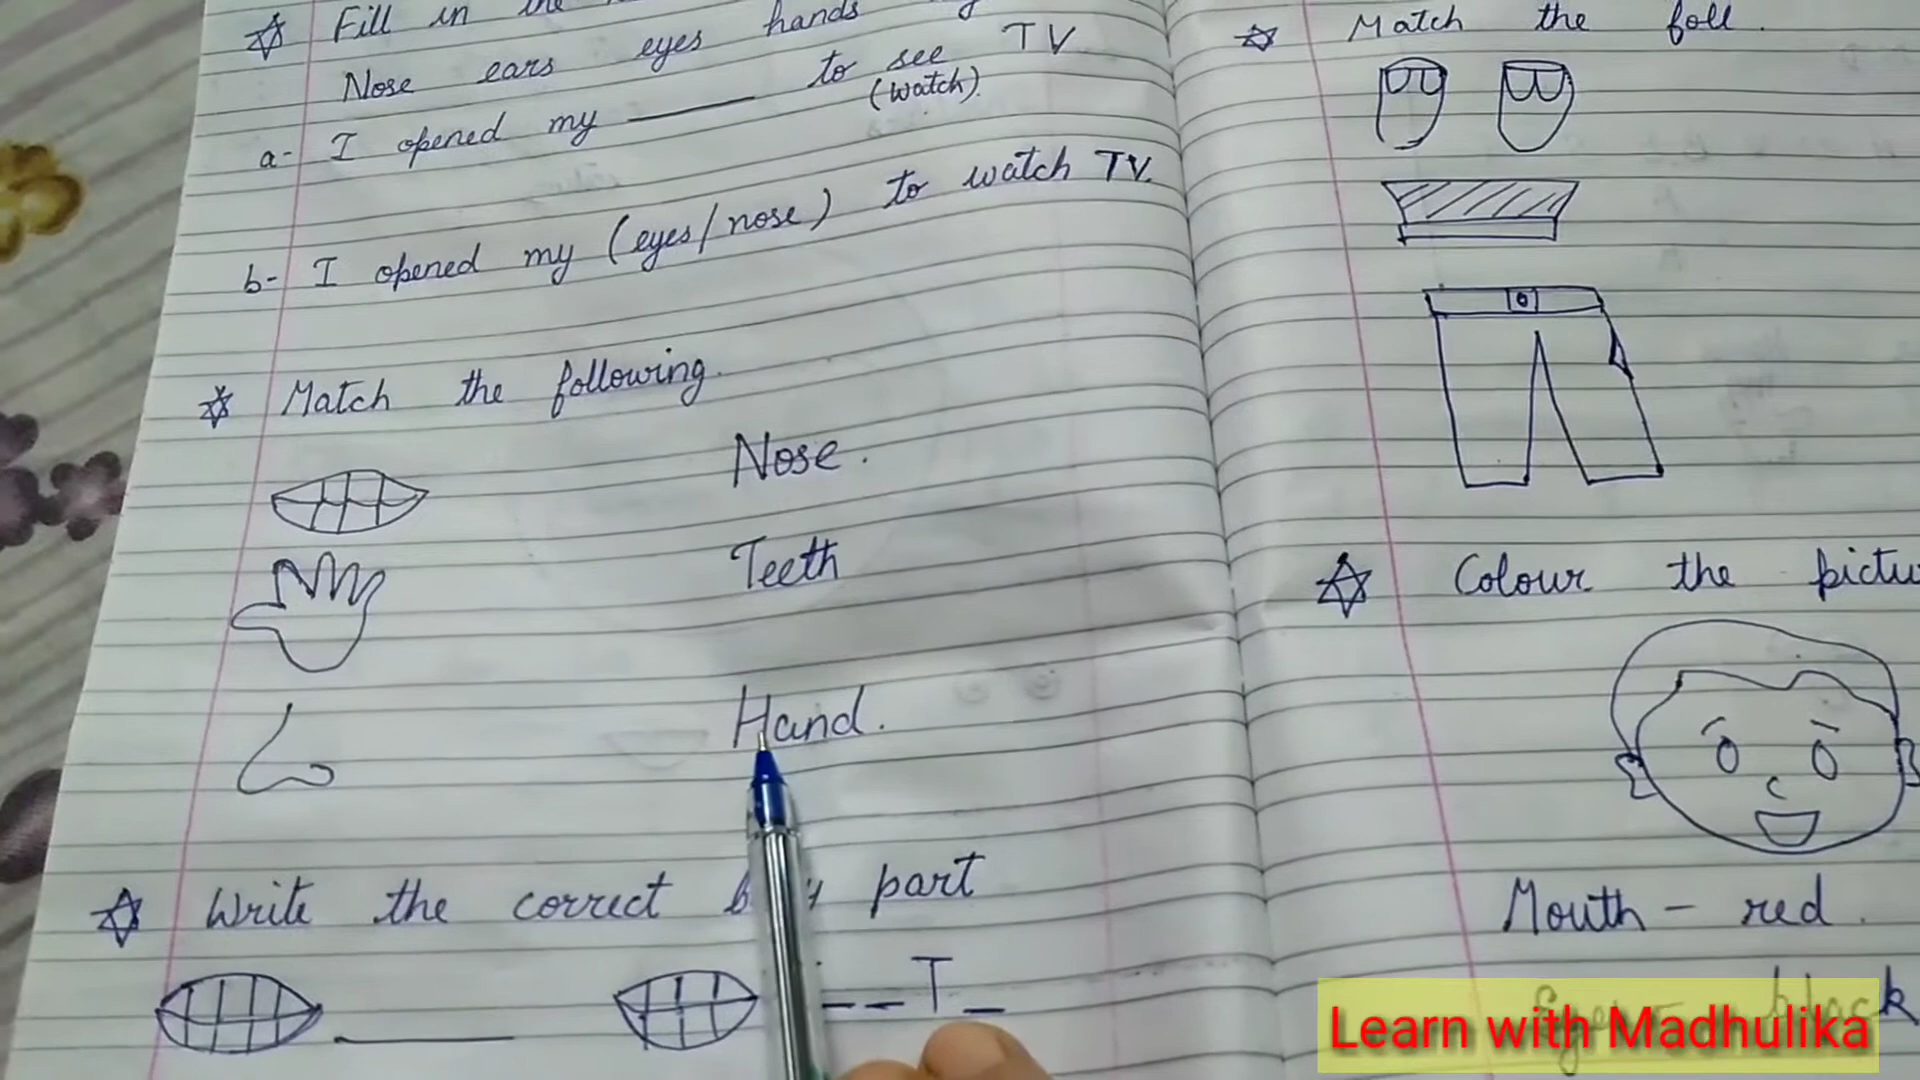 Fill in the
Nose ears eyes hands
a- I opened my ______ to see TV
(watch).
b- I opened my (eyes/nose) to watch TV.
Match the following.
Nose.
Teeth
Hand.
Write the correct part
_ _ T _
Match the foll.
Colour the
Mouth - red.
black
Learn with Madhulika